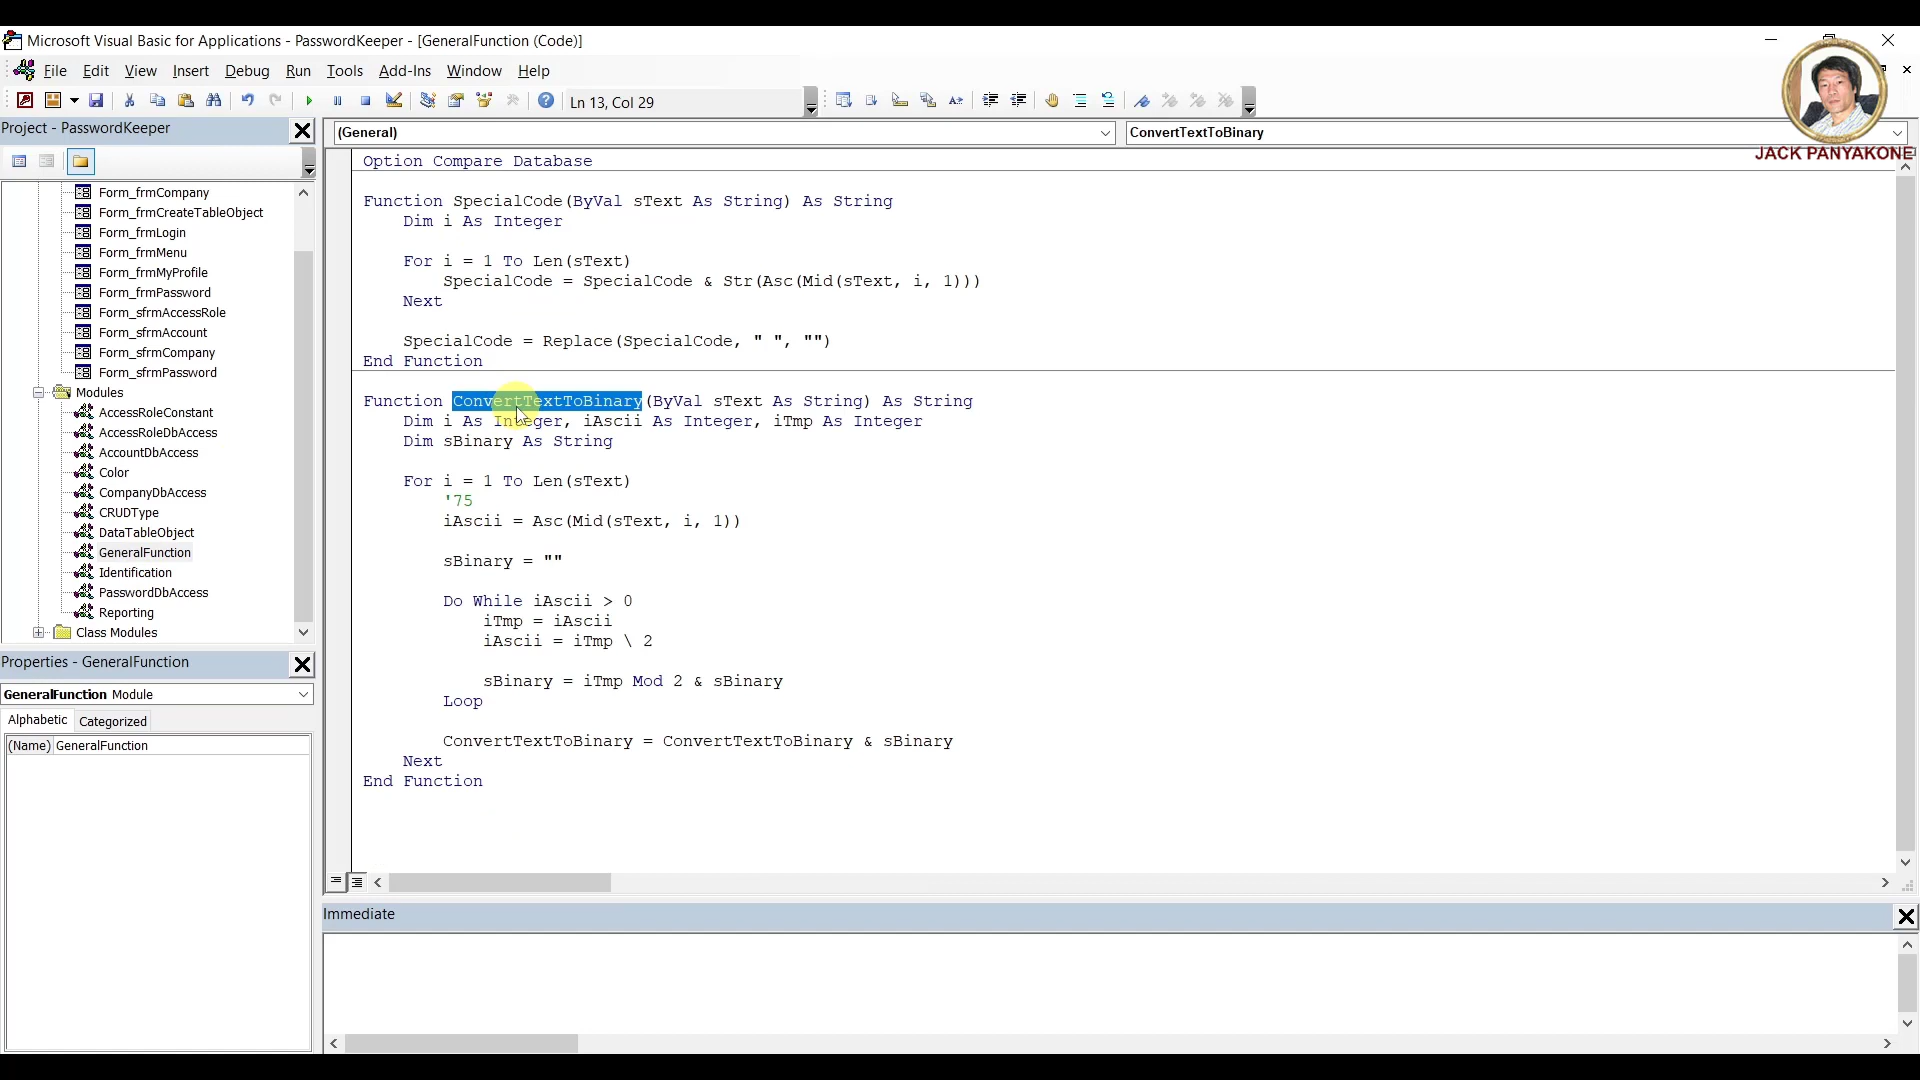 Microsoft Visual Basic for Applications - PasswordKeeper - [GeneralFunction (Code)]
File Edit View Insert Debug Run Tools Add-Ins Window Help
Ln 13, Col 29
JACK PANYAKONE
Project - PasswordKeeper
Form_frmCompany
Form_frmCreateTableObject
Form_frmLogin
Form_frmMenu
Form_frmMyProfile
Form_frmPassword
Form_sfrmAccessRole
Form_sfrmAccount
Form_sfrmCompany
Form_sfrmPassword
Modules
AccessRoleConstant
AccessRoleDbAccess
AccountDbAccess
Color
CompanyDbAccess
CRUDType
DataTableObject
GeneralFunction
Identification
PasswordDbAccess
Reporting
Class Modules
Properties - GeneralFunction
GeneralFunction Module
Alphabetic Categorized
(Name) GeneralFunction
(General) ConvertTextToBinary
Option Compare Database
Function SpecialCode(ByVal sText As String) As String
Dim i As Integer
For i = 1 To Len(sText)
SpecialCode = SpecialCode & Str(Asc(Mid(sText, i, 1)))
Next
SpecialCode = Replace(SpecialCode, " ", "")
End Function
Function ConvertTextToBinary(ByVal sText As String) As String
Dim i As Integer, iAscii As Integer, iTmp As Integer
Dim sBinary As String
For i = 1 To Len(sText)
'75
iAscii = Asc(Mid(sText, i, 1))
sBinary = ""
Do While iAscii > 0
iTmp = iAscii
iAscii = iTmp \ 2
sBinary = iTmp Mod 2 & sBinary
Loop
ConvertTextToBinary = ConvertTextToBinary & sBinary
Next
End Function
Immediate